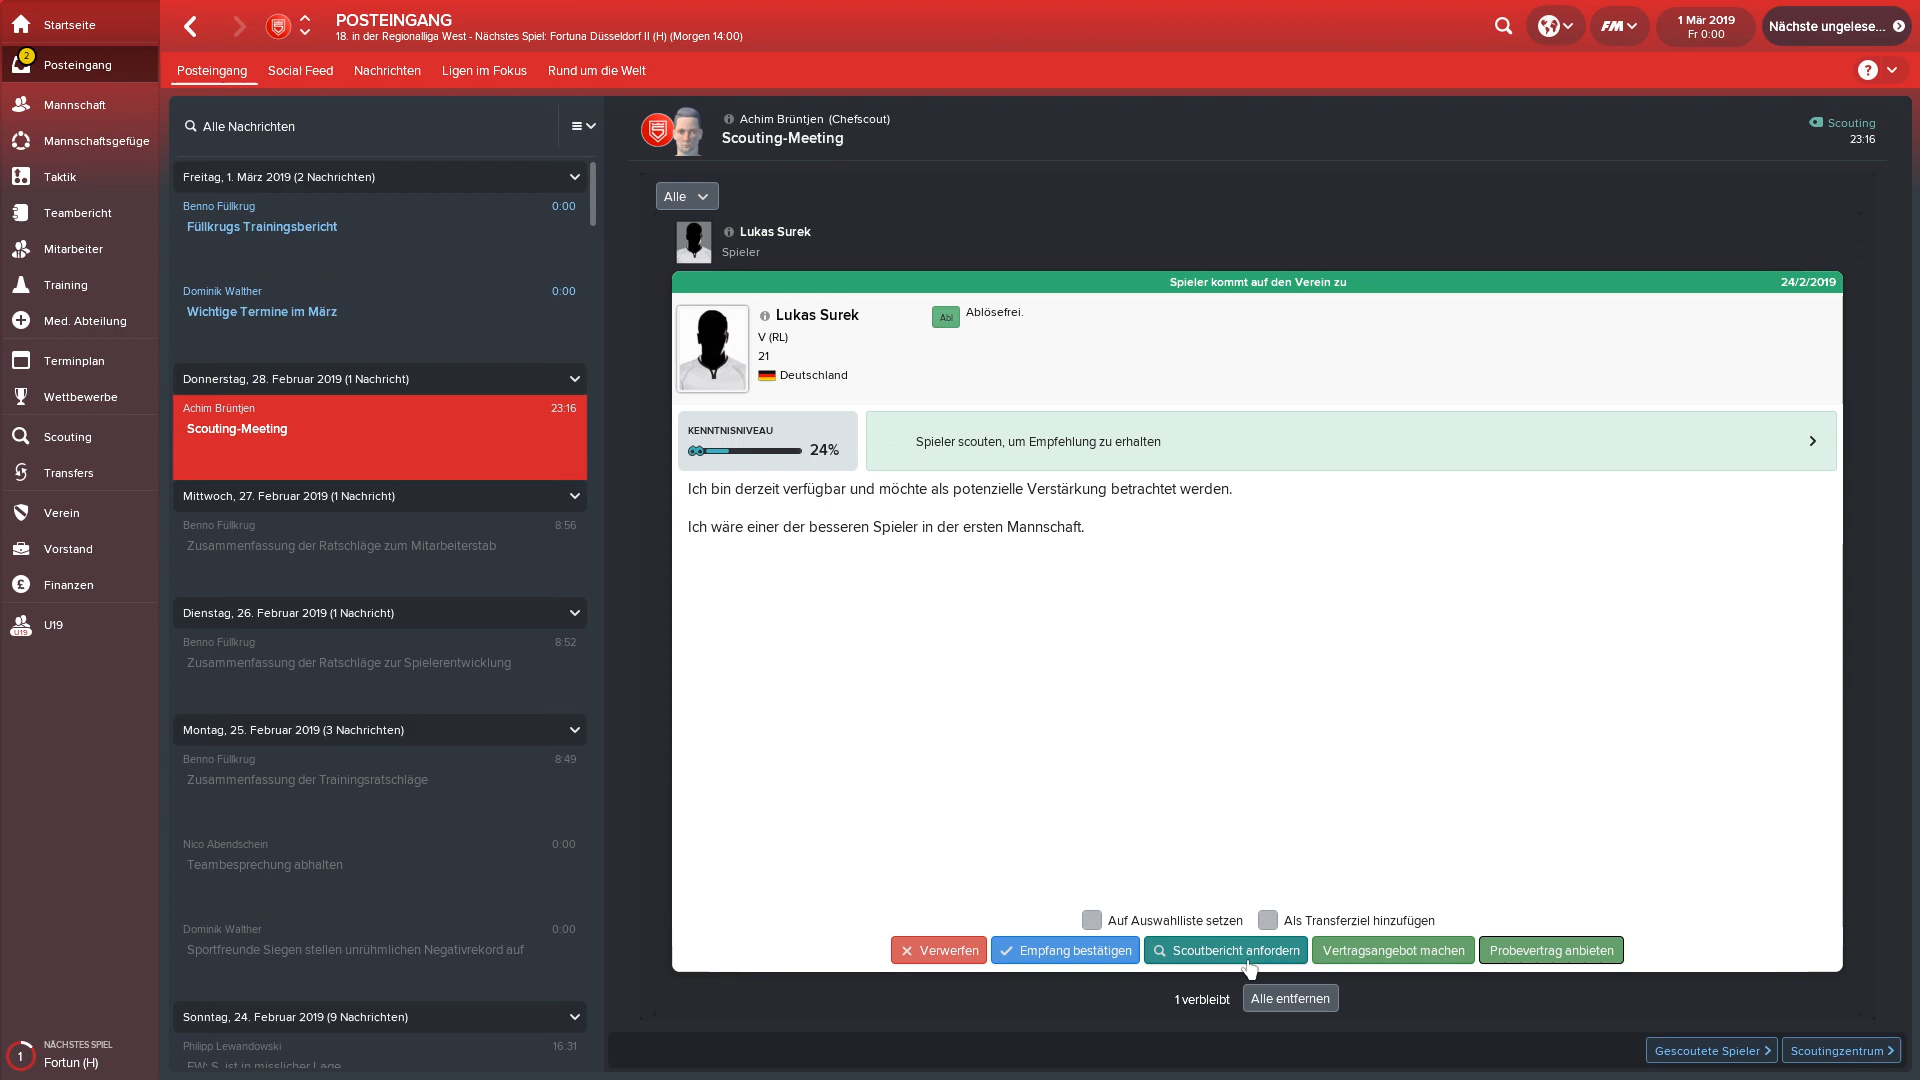 Startseite
2
Posteingang
Mannschaft
Mannschaftsgefüge
Taktik
Teambericht
Mitarbeiter
Training
Med. Abteilung
Terminplan
Wettbewerbe
Scouting
Transfers
Verein
Vorstand
£
Finanzen
U19
U19
1
NÄCHSTES SPIEL
Fortun (H)
POSTEINGANG
18. in der Regionalliga West - Nächstes Spiel: Fortuna Düsseldorf II (H) (Morgen 14:00)
FM
1 Mär 2019
Fr 0:00
Nächste ungelese...
Posteingang
Social Feed
Nachrichten
Ligen im Fokus
Rund um die Welt
?
Alle Nachrichten
Freitag, 1. März 2019 (2 Nachrichten)
Benno Füllkrug 0:00
Füllkrugs Trainingsbericht
Dominik Walther 0:00
Wichtige Termine im März
Donnerstag, 28. Februar 2019 (1 Nachricht)
Achim Brüntjen 23:16
Scouting-Meeting
Mittwoch, 27. Februar 2019 (1 Nachricht)
Benno Füllkrug 8:56
Zusammenfassung der Ratschläge zum Mitarbeiterstab
Dienstag, 26. Februar 2019 (1 Nachricht)
Benno Füllkrug 8:52
Zusammenfassung der Ratschläge zur Spielerentwicklung
Montag, 25. Februar 2019 (3 Nachrichten)
Benno Füllkrug 8:49
Zusammenfassung der Trainingsratschläge
Nico Abendschein 0:00
Teambesprechung abhalten
Dominik Walther 0:00
Sportfreunde Siegen stellen unrühmlichen Negativrekord auf
Sonntag, 24. Februar 2019 (9 Nachrichten)
Philipp Lewandowski 16:31
FW: S. ist in misslicher Lage
Achim Brüntjen (Chefscout)
Scouting-Meeting
Scouting
23:16
Alle
Lukas Surek
Spieler
Spieler kommt auf den Verein zu 24/2/2019
Lukas Surek
V (RL)
21
Deutschland
Abl Ablösefrei.
KENNTNISNIVEAU
24%
Spieler scouten, um Empfehlung zu erhalten
Ich bin derzeit verfügbar und möchte als potenzielle Verstärkung betrachtet werden.
Ich wäre einer der besseren Spieler in der ersten Mannschaft.
Auf Auswahlliste setzen Als Transferziel hinzufügen
Verwerfen Empfang bestätigen Scoutbericht anfordern Vertragsangebot machen Probevertrag anbieten
1 verbleibt Alle entfernen
Gescoutete Spieler Scoutingzentrum